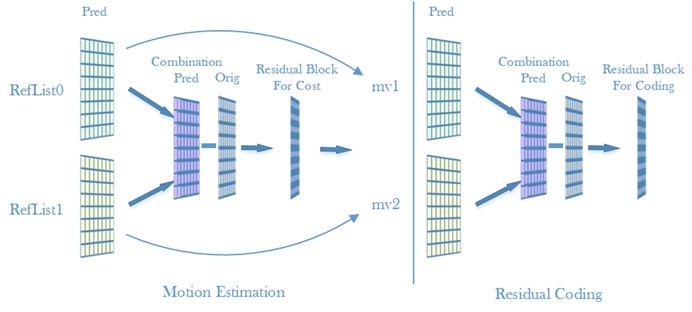 Pred
RefList0
RefList1
Combination
Pred
Orig
Residual Block
For Cost
mv1
mv2
Motion Estimation
Pred
Combination
Pred
Orig
Residual Block
For Coding
Residual Coding